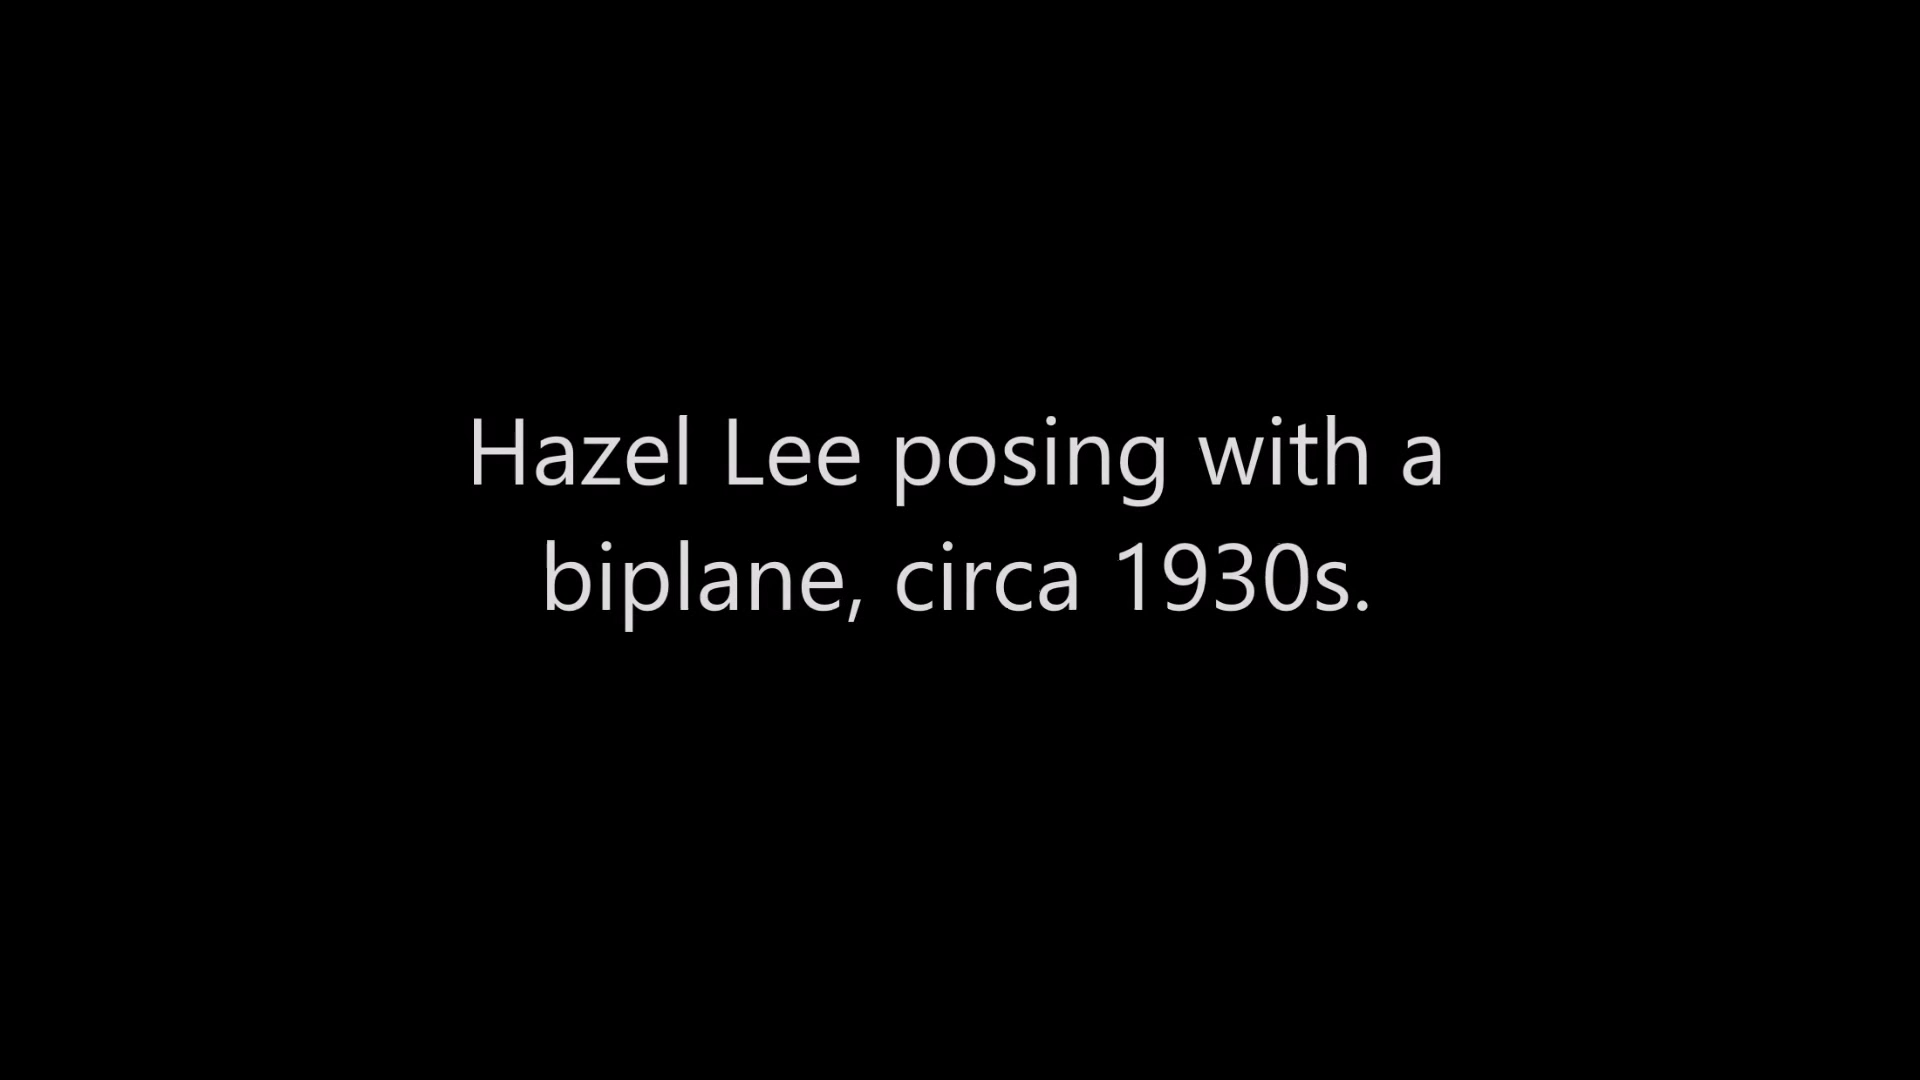 Hazel Lee posing with a
biplane, circa 1930s.